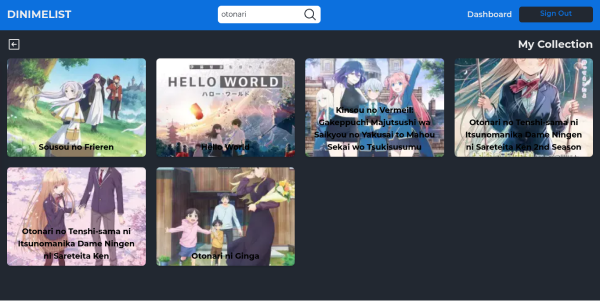 DINIMELIST
otonari
Dashboard
Sign Out
My Collection
Sousou no Frieren
HELLO WORLD
ハロー・ワールド
Hello World
Kinsou no Vermeil:
Gakeppuchi Majutsushi wa
Saikyou no Yakusai to Mahou
Sekai wo Tsukisusumu
Otonari no Tenshi-sama ni
Itsunomanika Dame Ningen
ni Sareteita Ken 2nd Season
Otonari no Tenshi-sama ni
Itsunomanika Dame Ningen
ni Sareteita Ken
Otonari ni Ginga